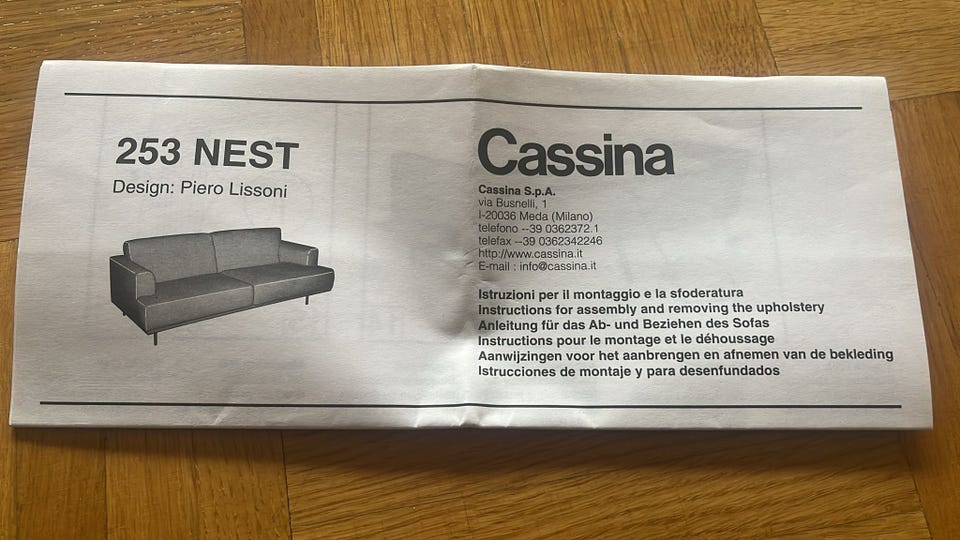 253 NEST
Design: Piero Lissoni
Cassina
Cassina S.p.A.
via Busnelli, 1
I-20036 Meda (Milano)
telefono --39 0362372.1
telefax --39 0362342246
http://www.cassina.it
E-mail : info@cassina.it
Istruzioni per il montaggio e la sfoderatura
Instructions for assembly and removing the upholstery
Anleitung für das Ab- und Beziehen des Sofas
Instructions pour le montage et le déhoussage
Aanwijzingen voor het aanbrengen en afnemen van de bekleding
Istrucciones de montaje y para desenfundados